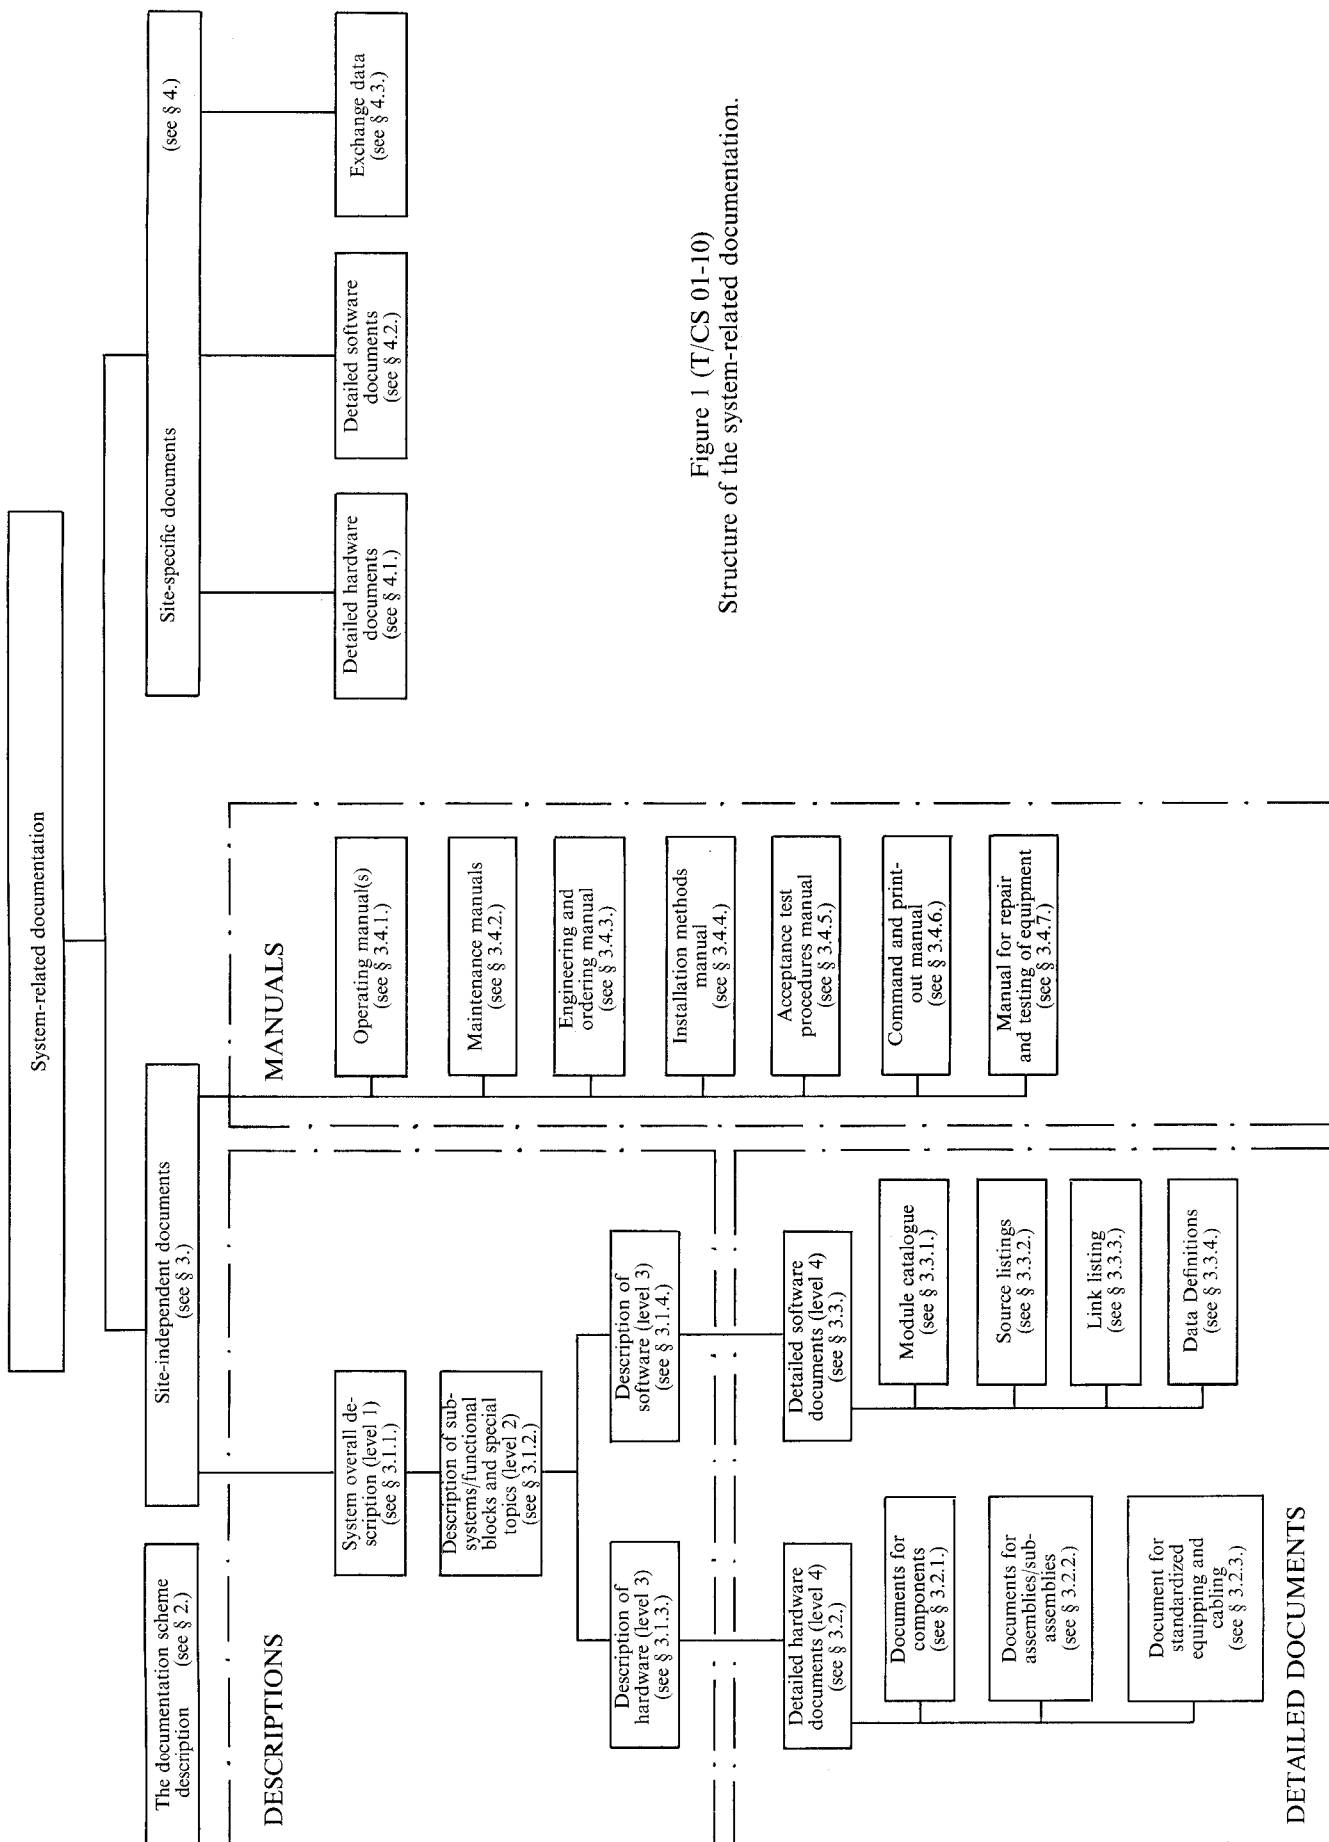 System-related documentation
The documentation scheme
description (see § 2.)
Site-independent documents
(see § 3.)
Site-specific documents (see § 4.)
DESCRIPTIONS
System overall de-
scription (level 1)
(see § 3.1.1.)
Description of sub-
systems/functional
blocks and special
topics (level 2)
(see § 3.1.2.)
Description of
hardware (level 3)
(see § 3.1.3.)
Description of
software (level 3)
(see § 3.1.4.)
MANUALS
Operating manual(s)
(see § 3.4.1.)
Maintenance manuals
(see § 3.4.2.)
Engineering and
ordering manual
(see § 3.4.3.)
Installation methods
manual
(see § 3.4.4.)
Acceptance test
procedures manual
(see § 3.4.5.)
Command and print-
out manual
(see § 3.4.6.)
Manual for repair
and testing of equipment
(see § 3.4.7.)
Detailed hardware
documents
(see § 4.1.)
Detailed software
documents
(see § 4.2.)
Exchange data
(see § 4.3.)
Detailed hardware
documents (level 4)
(see § 3.2.)
Documents for
components
(see § 3.2.1.)
Documents for
assemblies/sub-
assemblies
(see § 3.2.2.)
Document for
standardized
equipping and
cabling
(see § 3.2.3.)
Detailed software
documents (level 4)
(see § 3.3.)
Module catalogue
(see § 3.3.1.)
Source listings
(see § 3.3.2.)
Link listing
(see § 3.3.3.)
Data Definitions
(see § 3.3.4.)
DETAILED DOCUMENTS
Figure 1 (T/CS 01-10)
Structure of the system-related documentation.